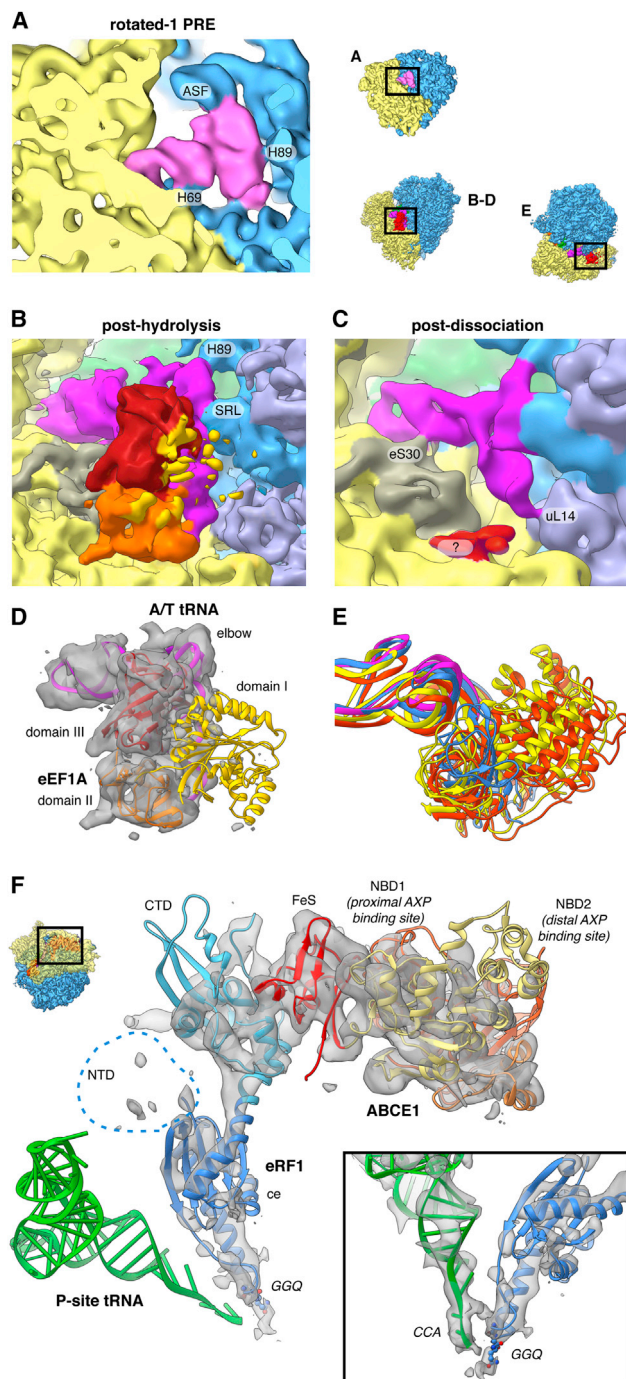 A
rotated-1 PRE
ASF
H89
H69
A
B-D
E
B
post-hydrolysis
H89
SRL
C
post-dissociation
eS30
uL14
?
D
A/T tRNA
elbow
domain I
domain III
eEF1A
domain II
E
F
CTD
FeS
NBD1
(proximal AXP
binding site)
NBD2
(distal AXP
binding site)
NTD
ABCE1
eRF1
ce
P-site tRNA
GGQ
CCA
GGQ